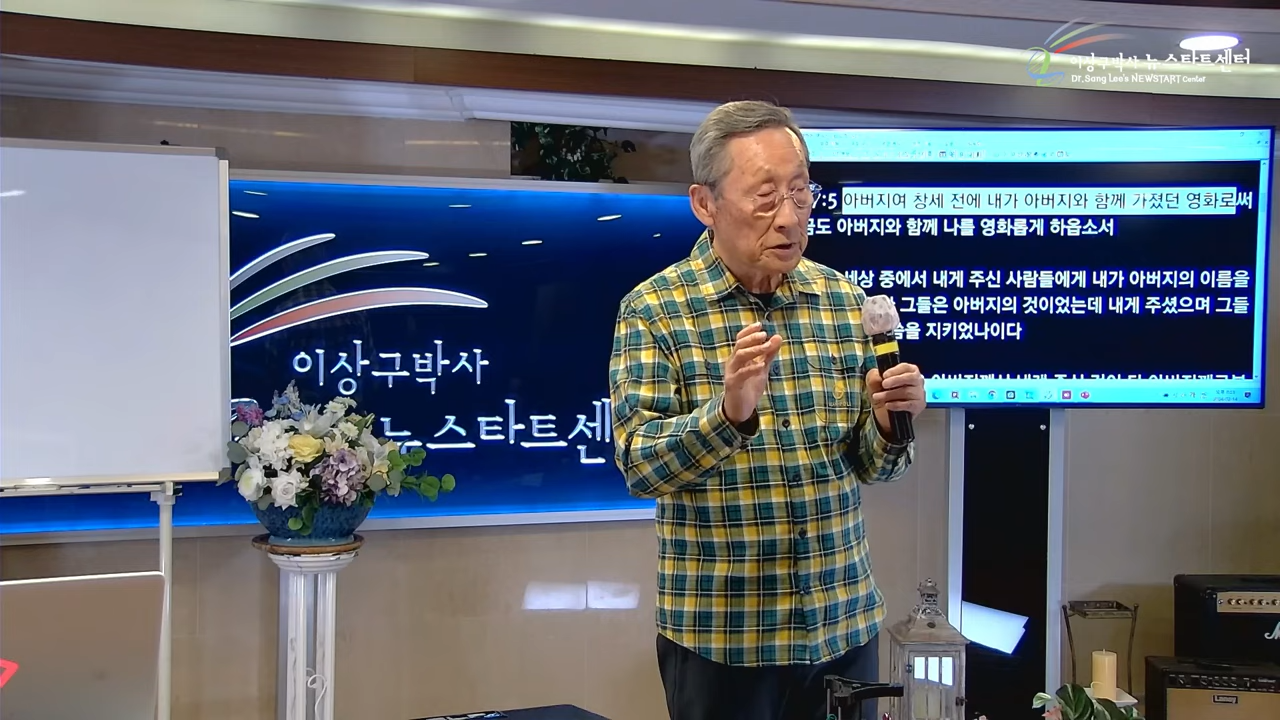 이상구박사 뉴스타트센터
Dr. Sang Lee's NEWSTART Center
7:5 아버지여 창세 전에 내가 아버지와 함께 가졌던 영화로써
도 아버지와 함께 나를 영화롭게 하옵소서
세상 중에서 내게 주신 사람들에게 내가 아버지의 이름을
그들은 아버지의 것이었는데 내게 주셨으며 그들
을 지키었나이다
이상구박사
뉴스타트센
Laney